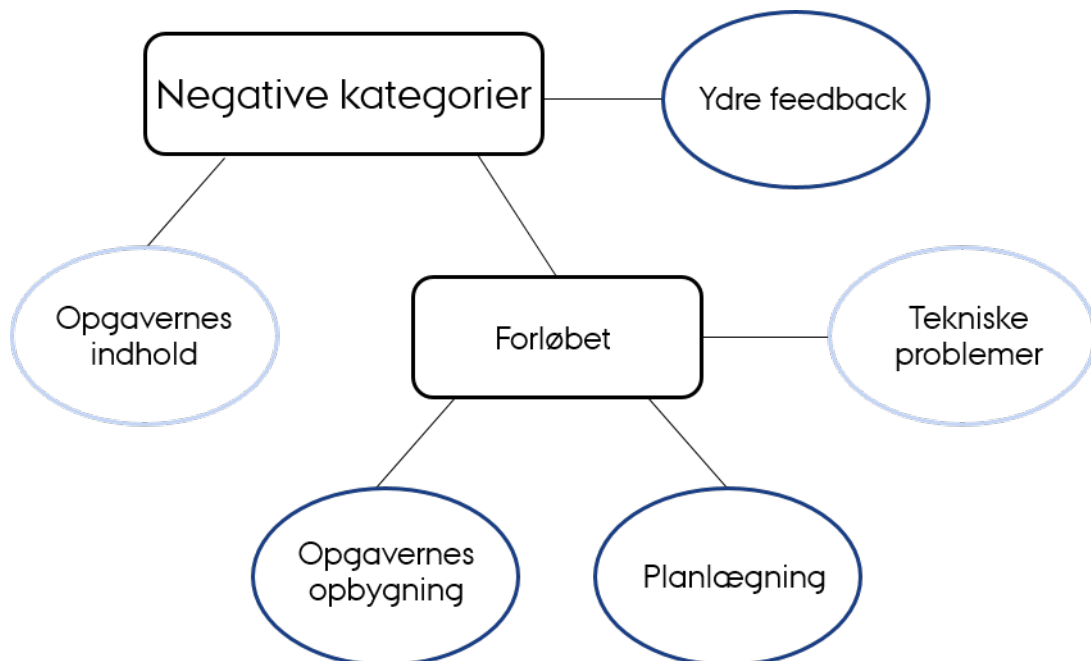 Negative kategorier
Ydre feedback
Opgavernes
indhold
Forløbet
Tekniske
problemer
Opgavernes
opbygning
Planlægning